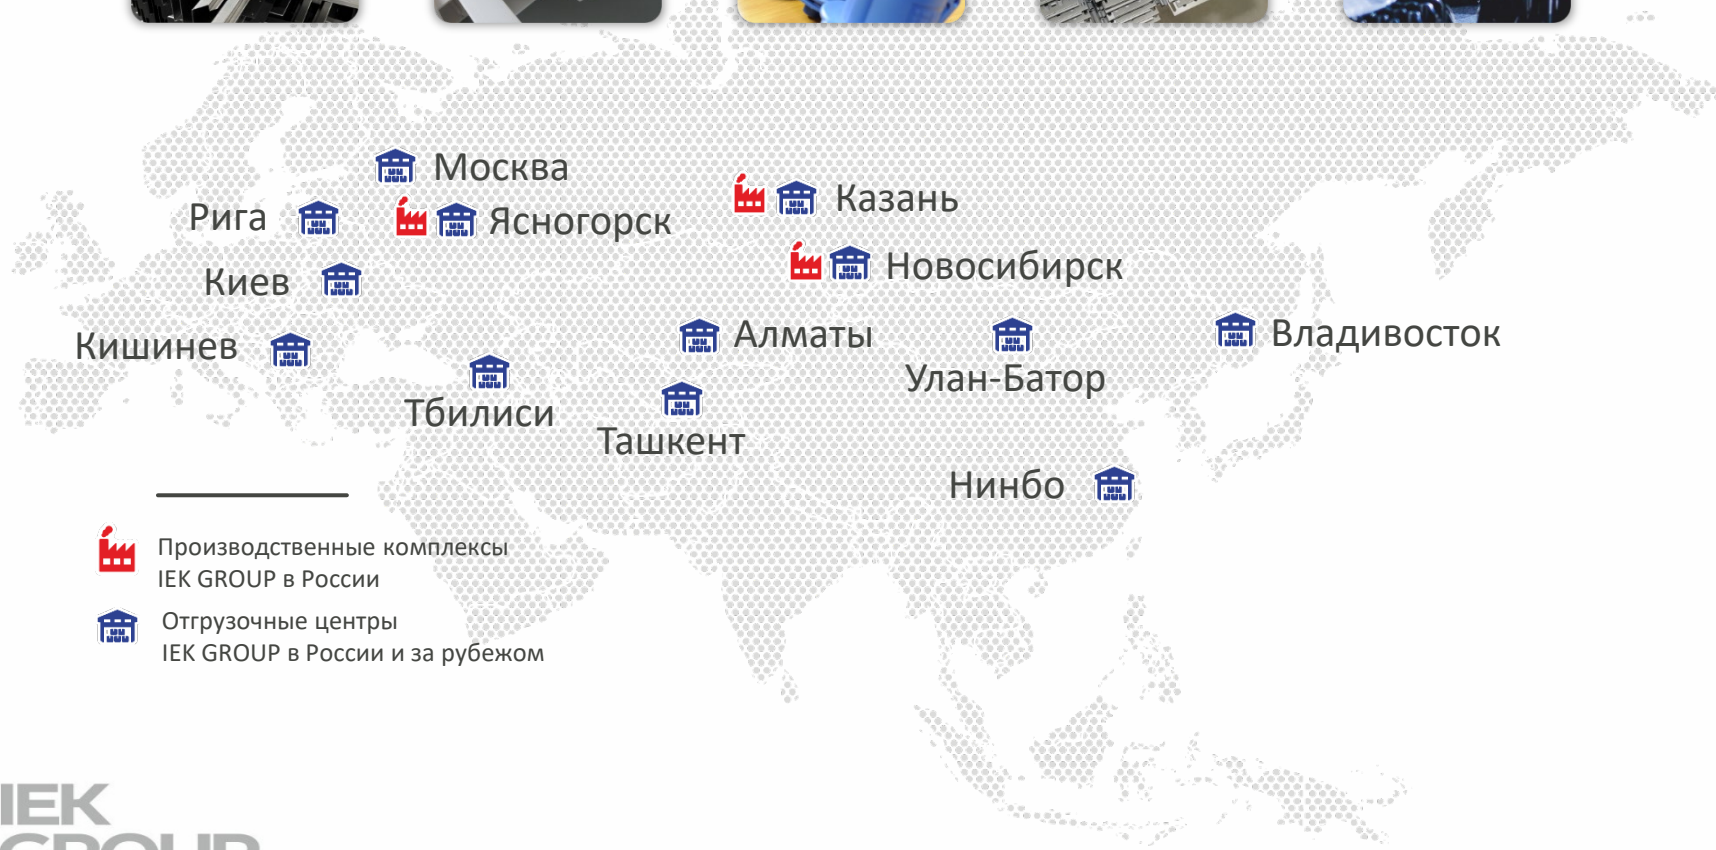 Москва
Казань
Рига
Ясногорск
Новосибирск
Киев
Кишинев
Алматы
Владивосток
Улан-Батор
Тбилиси
Ташкент
Нинбо
Производственные комплексы
IEK GROUP в России
Отгрузочные центры
IEK GROUP в России и за рубежом
IEK
GROUP